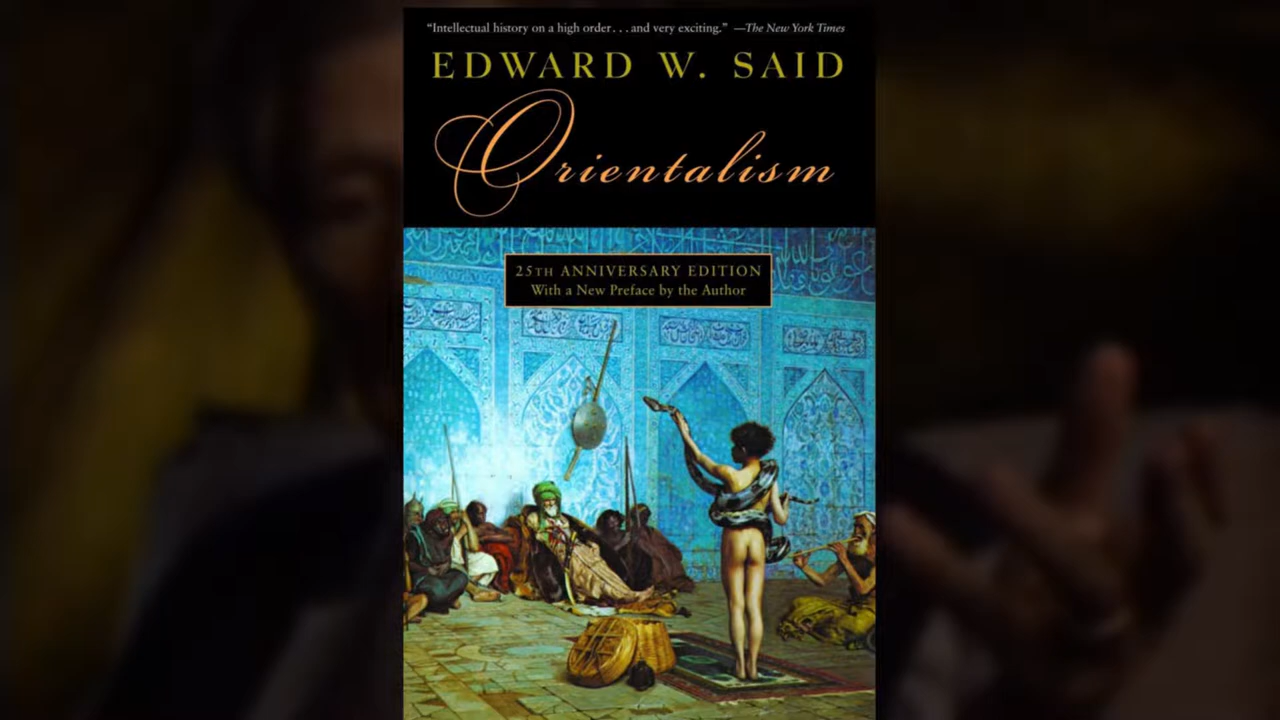 “Intellectual history on a high order . . . and very exciting.” —The New York Times
EDWARD W. SAID
Orientalism
25TH ANNIVERSARY EDITION
With a New Preface by the Author